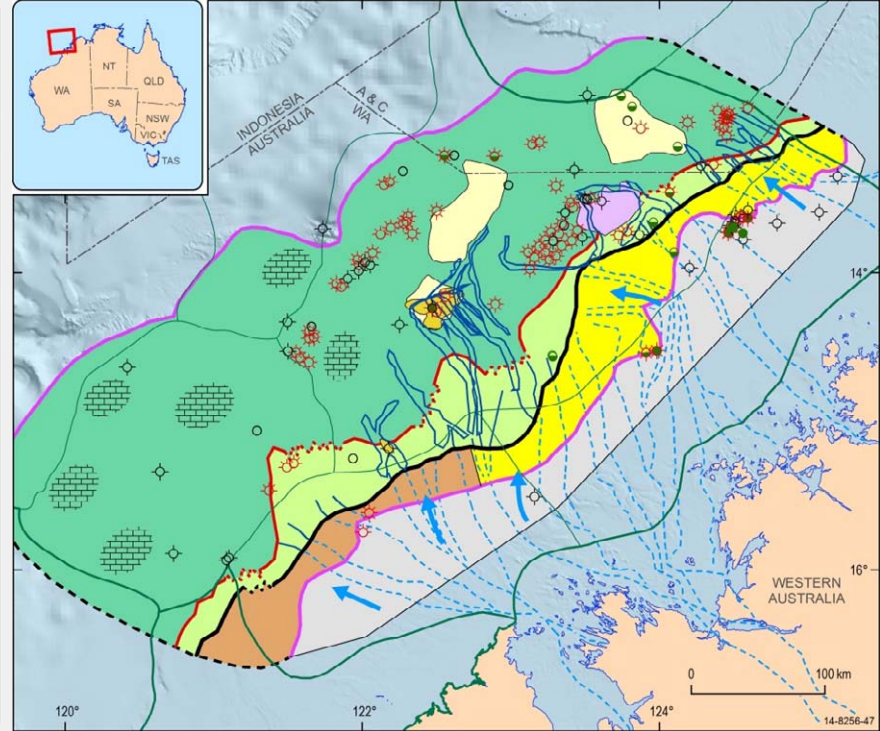 WA
NT
QLD
SA
NSW
VIC
TAS
INDONESIA
AUSTRALIA
A & C
WA
14°
16°
WESTERN
AUSTRALIA
0
100 km
120°
122°
124°
14-8256-47